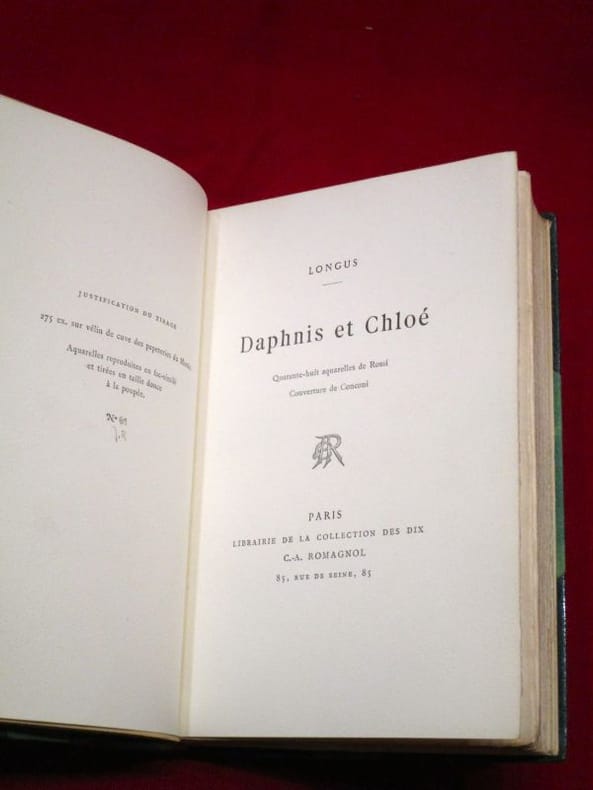 JUSTIFICATION DU TIRAGE
275 ex. sur vélin de cuve des papeteries du
Aquarelles reproduites en fac-similé
et tirées en taille douce
à la poupée.
Nº 61
LONGUS
Daphnis et Chloé
Quarante-huit aquarelles de Rossi
Couverture de Conconi
PARIS
LIBRAIRIE DE LA COLLECTION DES DIX
C.-A. ROMAGNOL
85, RUE DE SEINE, 85